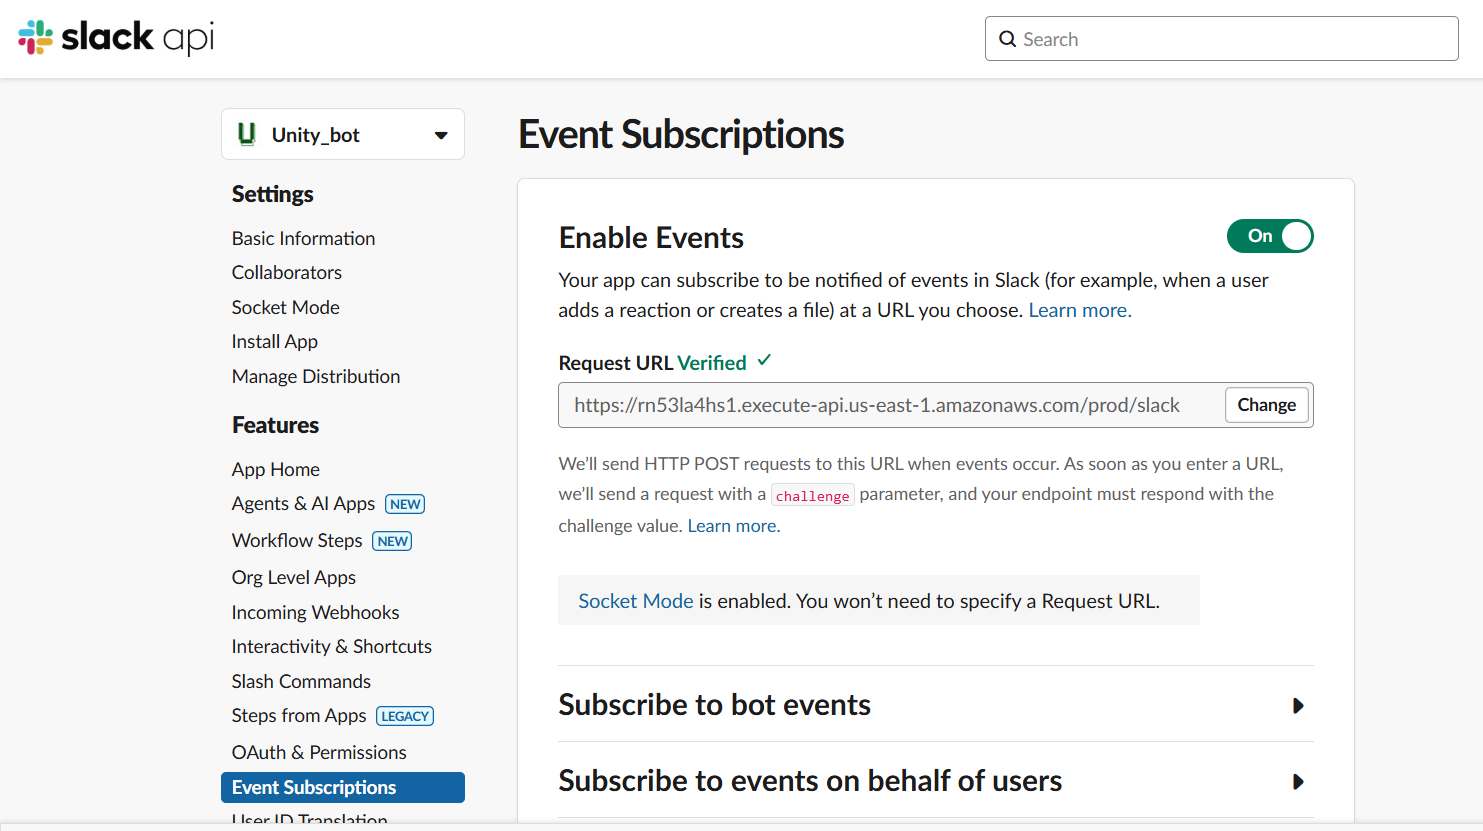 slack api
Search
Unity_bot
Settings
Basic Information
Collaborators
Socket Mode
Install App
Manage Distribution
Features
App Home
Agents & AI Apps NEW
Workflow Steps NEW
Org Level Apps
Incoming Webhooks
Interactivity & Shortcuts
Slash Commands
Steps from Apps LEGACY
OAuth & Permissions
Event Subscriptions
User ID Translation
Event Subscriptions
Enable Events
On
Your app can subscribe to be notified of events in Slack (for example, when a user
adds a reaction or creates a file) at a URL you choose. Learn more.
Request URL Verified
https://rn53la4hs1.execute-api.us-east-1.amazonaws.com/prod/slack
Change
We’ll send HTTP POST requests to this URL when events occur. As soon as you enter a URL,
we’ll send a request with a challenge parameter, and your endpoint must respond with the
challenge value. Learn more.
Socket Mode is enabled. You won’t need to specify a Request URL.
Subscribe to bot events
Subscribe to events on behalf of users